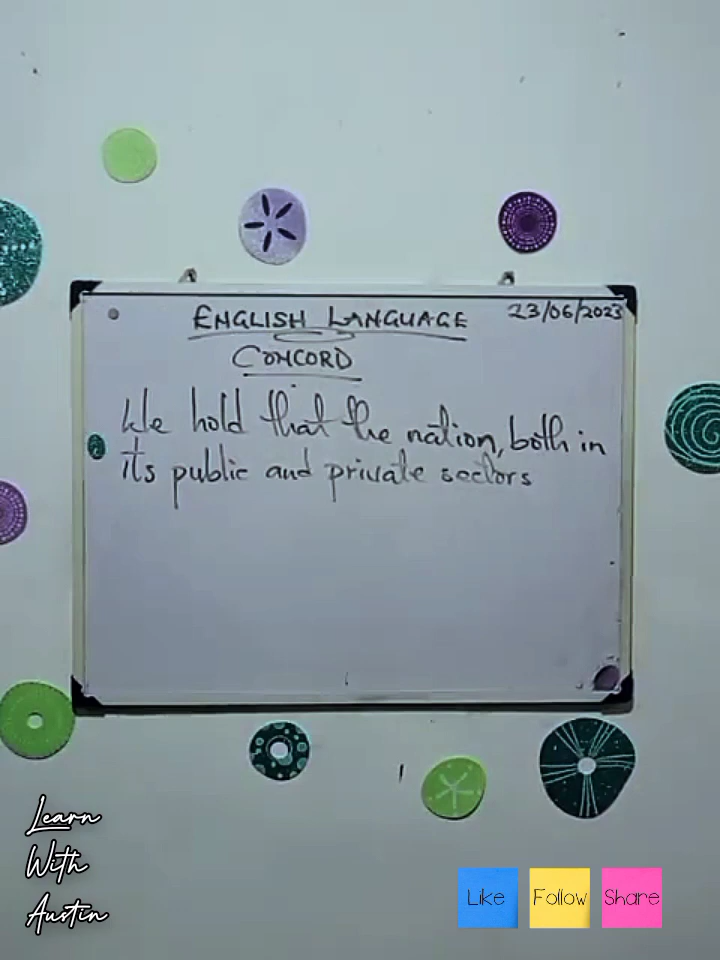 ENGLISH LANGUAGE 23/06/2023
CONCORD
We hold that the nation, both in
its public and private sectors
Learn
With
Austin
Like Follow Share